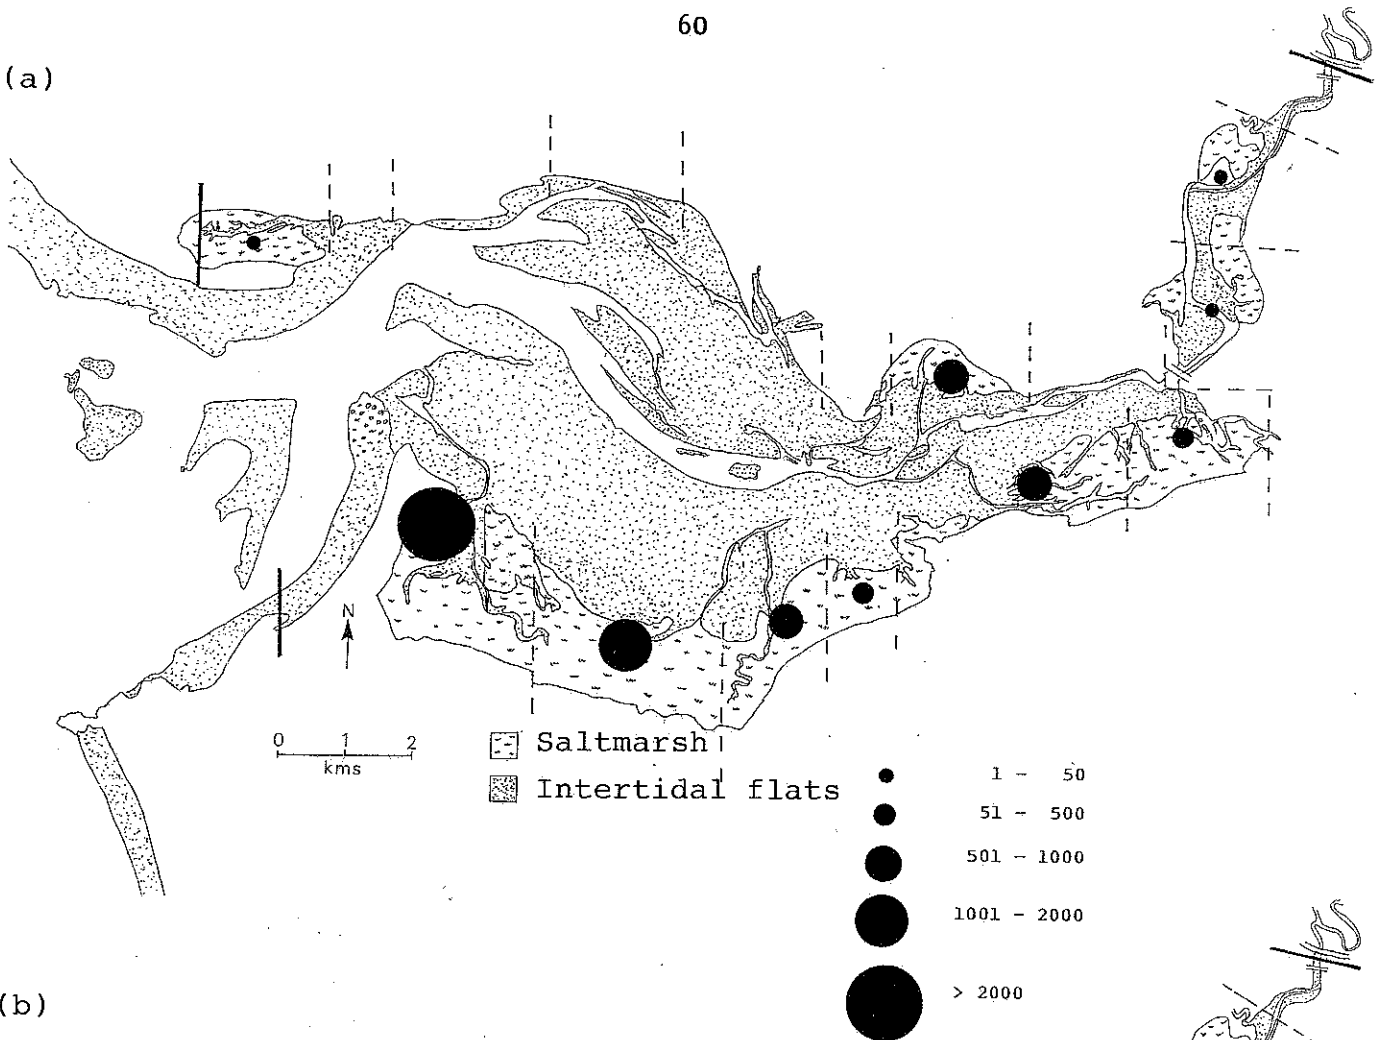 60
(a)
N
0 1 2
kms
Saltmarsh
Intertidal flats
1 - 50
51 - 500
501 - 1000
1001 - 2000
> 2000
(b)